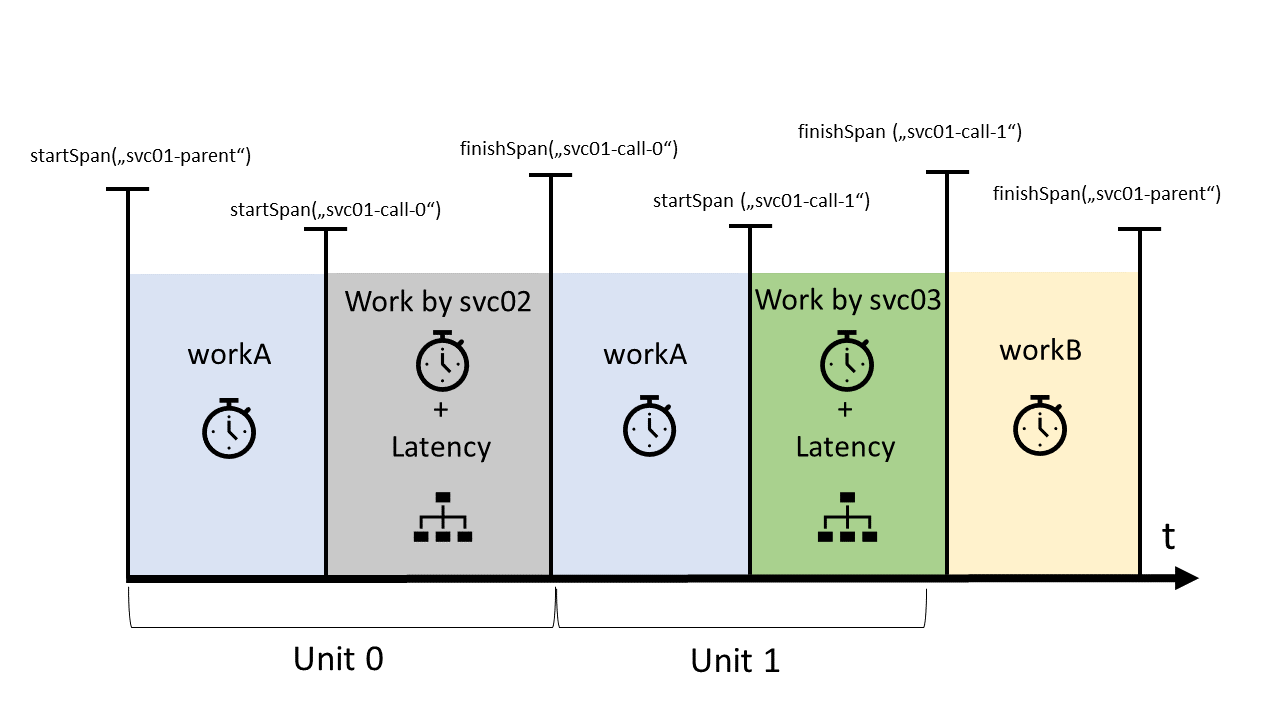 finishSpan („svc01-call-1“)
startSpan(„svc01-parent“)
finishSpan(„svc01-call-0“)
startSpan („svc01-call-1“)
finishSpan(„svc01-parent“)
startSpan(„svc01-call-0“)
workA
Work by svc02
+
Latency
workA
Work by svc03
+
Latency
workB
t
Unit 0
Unit 1